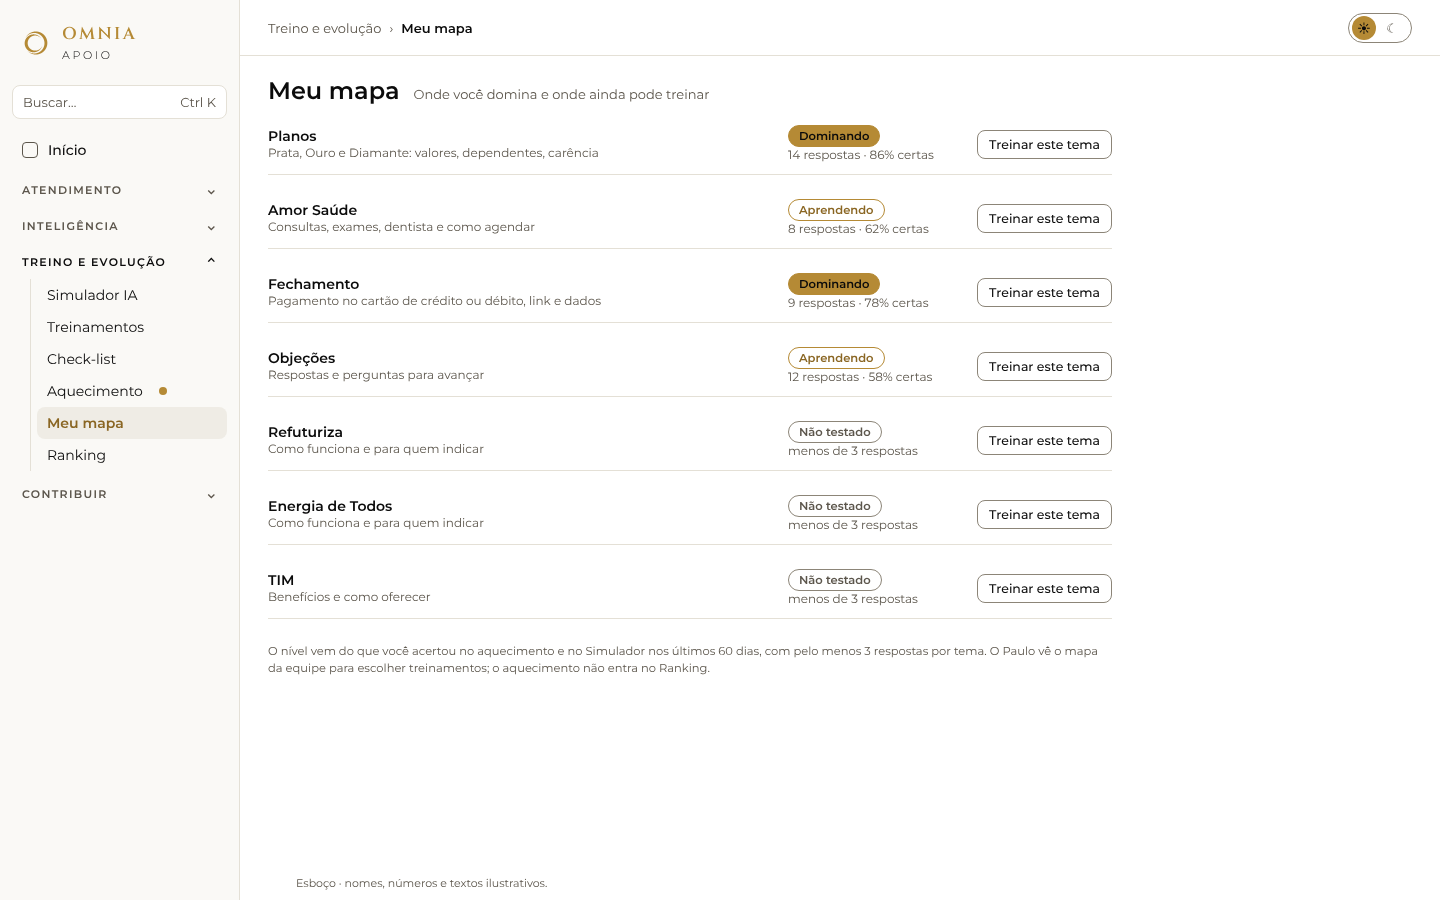 OMNIA
APOIO
Buscar... Ctrl K
Início
ATENDIMENTO
INTELIGÊNCIA
TREINO E EVOLUÇÃO
Simulador IA
Treinamentos
Check-list
Aquecimento
Meu mapa
Ranking
CONTRIBUIR
Treino e evolução › Meu mapa
Meu mapa Onde você domina e onde ainda pode treinar
Planos
Prata, Ouro e Diamante: valores, dependentes, carência
Dominando
14 respostas · 86% certas
Treinar este tema
Amor Saúde
Consultas, exames, dentista e como agendar
Aprendendo
8 respostas · 62% certas
Treinar este tema
Fechamento
Pagamento no cartão de crédito ou débito, link e dados
Dominando
9 respostas · 78% certas
Treinar este tema
Objeções
Respostas e perguntas para avançar
Aprendendo
12 respostas · 58% certas
Treinar este tema
Refuturiza
Como funciona e para quem indicar
Não testado
menos de 3 respostas
Treinar este tema
Energia de Todos
Como funciona e para quem indicar
Não testado
menos de 3 respostas
Treinar este tema
TIM
Benefícios e como oferecer
Não testado
menos de 3 respostas
Treinar este tema
O nível vem do que você acertou no aquecimento e no Simulador nos últimos 60 dias, com pelo menos 3 respostas por tema. O Paulo vê o mapa
da equipe para escolher treinamentos; o aquecimento não entra no Ranking.
Esboço · nomes, números e textos ilustrativos.